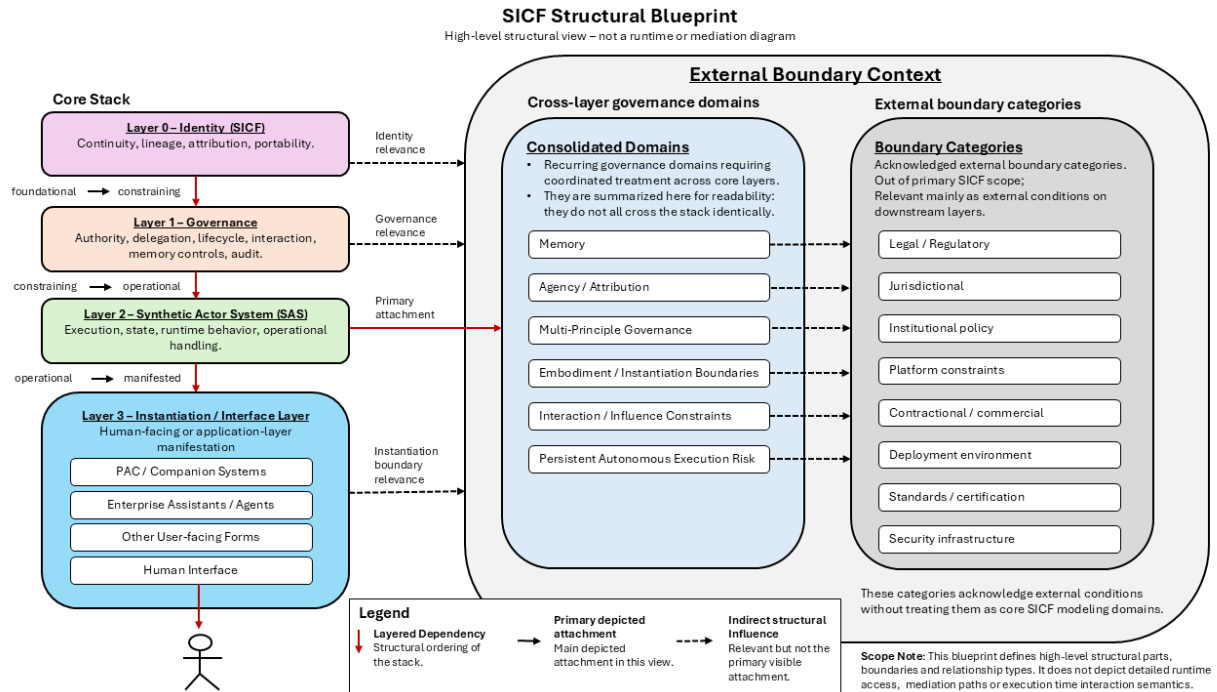 SICF Structural Blueprint
High-level structural view – not a runtime or mediation diagram
Core Stack
Layer 0 – Identity (SICF)
Continuity, lineage, attribution, portability.
foundational
constraining
Layer 1 – Governance
Authority, delegation, lifecycle, interaction,
memory controls, audit.
constraining
operational
Layer 2 – Synthetic Actor System (SAS)
Execution, state, runtime behavior, operational
handling.
operational
manifested
Layer 3 – Instantiation / Interface Layer
Human-facing or application-layer
manifestation
PAC / Companion Systems
Enterprise Assistants / Agents
Other User-facing Forms
Human Interface
Identity
relevance
Governance
relevance
Primary
attachment
Instantiation
boundary
relevance
External Boundary Context
Cross-layer governance domains
Consolidated Domains
• Recurring governance domains requiring
coordinated treatment across core layers.
• They are summarized here for readability:
they do not all cross the stack identically.
Memory
Agency / Attribution
Multi-Principle Governance
Embodiment / Instantiation Boundaries
Interaction / Influence Constraints
Persistent Autonomous Execution Risk
External boundary categories
Boundary Categories
Acknowledged external boundary categories.
Out of primary SICF scope;
Relevant mainly as external conditions on
downstream layers.
Legal / Regulatory
Jurisdictional
Institutional policy
Platform constraints
Contractional / commercial
Deployment environment
Standards / certification
Security infrastructure
These categories acknowledge external conditions
without treating them as core SICF modeling domains.
Legend
Layered Dependency
Structural ordering of
the stack.
Primary depicted
attachment
Main depicted
attachment in this view.
Indirect structural
Influence
Relevant but not the
primary visible
attachment.
Scope Note: This blueprint defines high-level structural parts,
boundaries and relationship types. It does not depict detailed runtime
access, mediation paths or execution time interaction semantics.